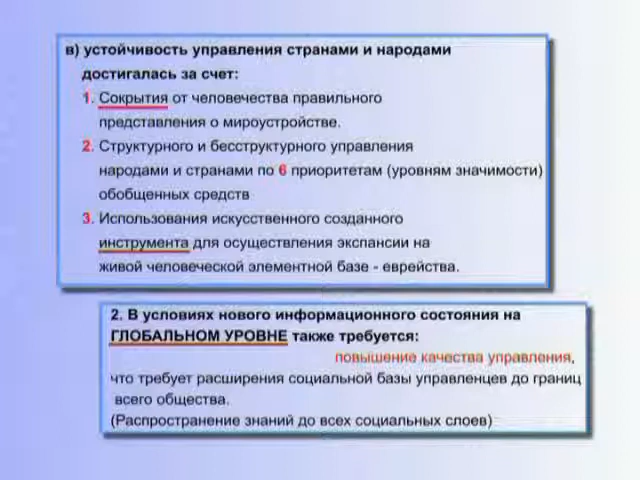 в) устойчивость управления странами и народами
достигалась за счет:
1. Сокрытия от человечества правильного
представления о мироустройстве.
2. Структурного и бесструктурного управления
народами и странами по 6 приоритетам (уровням значимости)
обобщенных средств
3. Использования искусственного созданного
инструмента для осуществления экспансии на
живой человеческой элементной базе - еврейства.
2. В условиях нового информационного состояния на
ГЛОБАЛЬНОМ УРОВНЕ также требуется:
повышение качества управления,
что требует расширения социальной базы управленцев до границ
всего общества.
(Распространение знаний до всех социальных слоев)